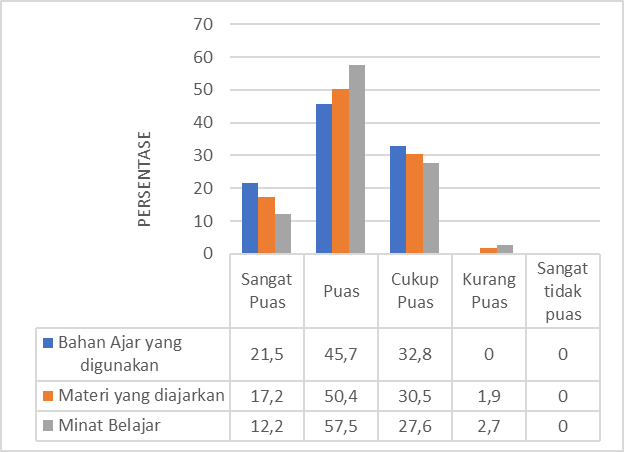 70
60
50
40
30
20
10
0
PERSENTASE
Sangat Puas
Puas
Cukup Puas
Kurang Puas
Sangat tidak puas
Bahan Ajar yang digunakan 21,5 45,7 32,8 0 0
Materi yang diajarkan 17,2 50,4 30,5 1,9 0
Minat Belajar 12,2 57,5 27,6 2,7 0